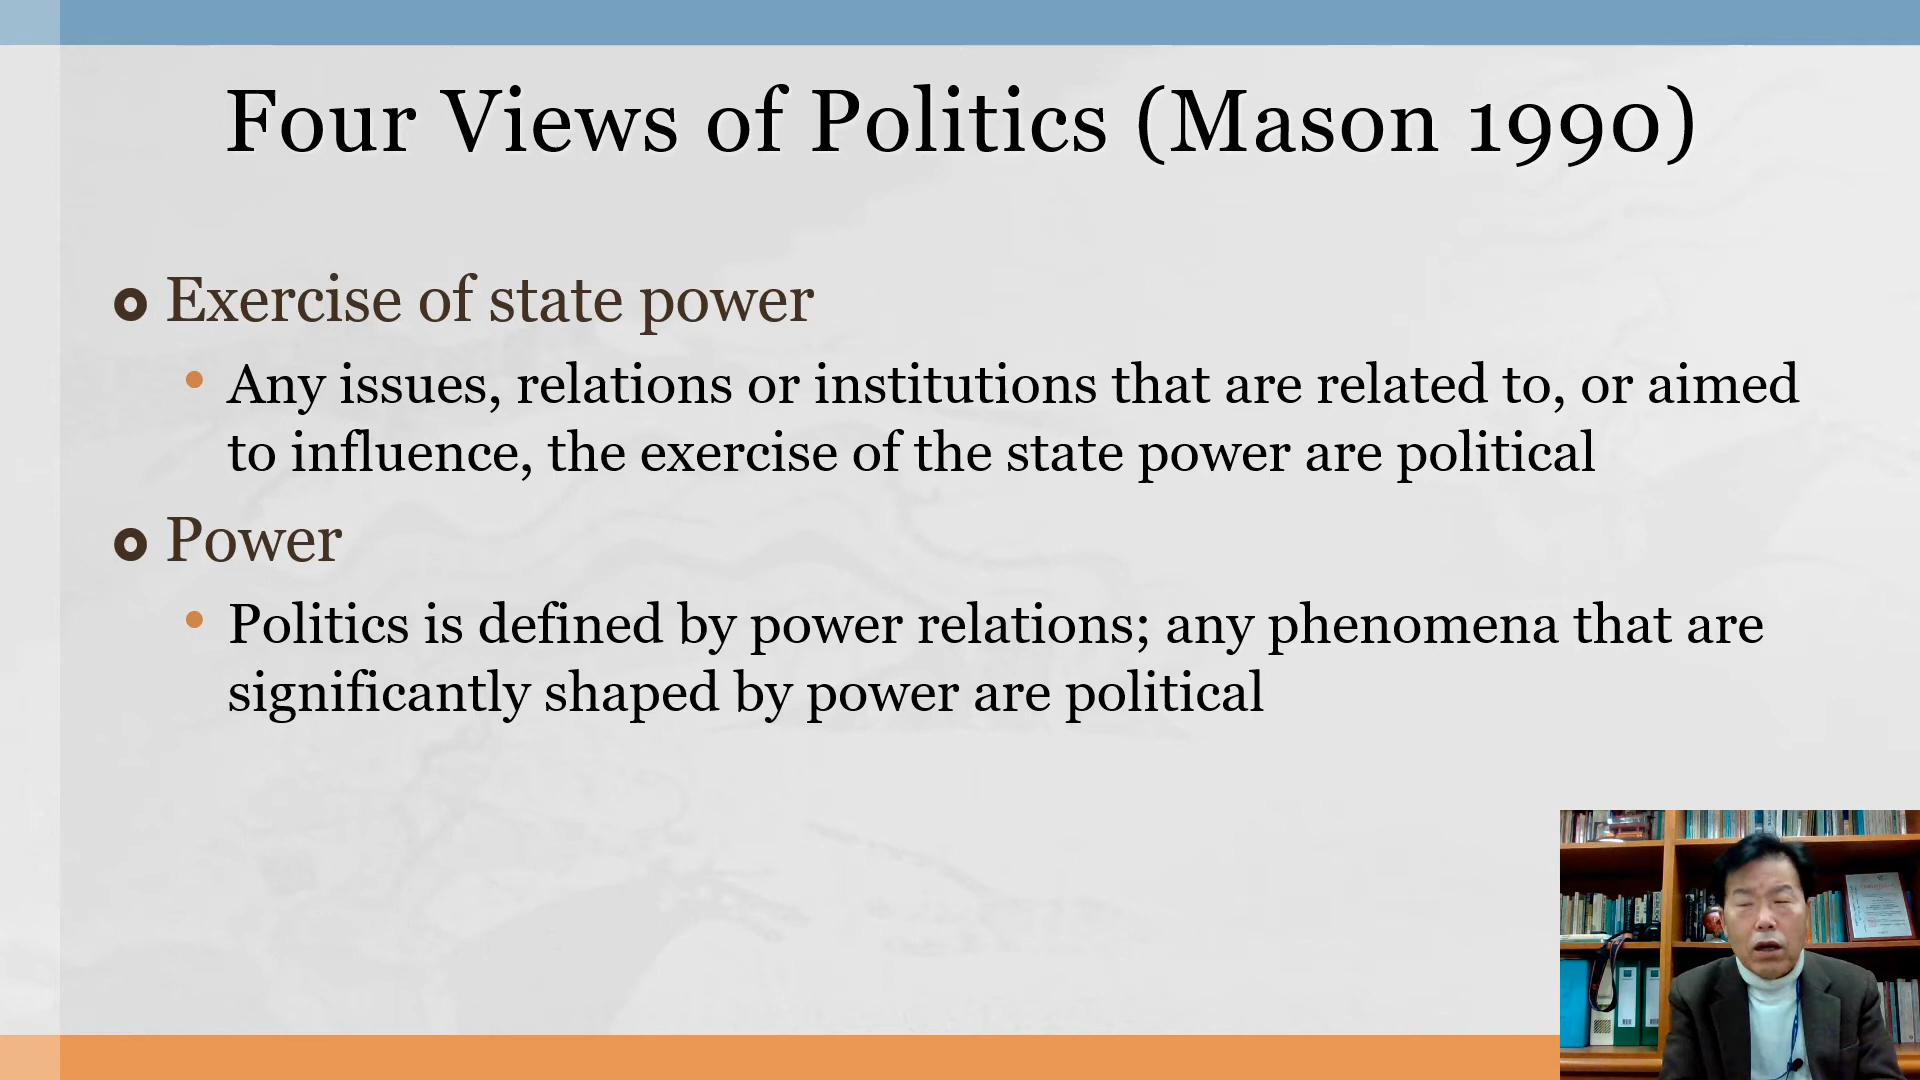 Four Views of Politics (Mason 1990)
Exercise of state power
Any issues, relations or institutions that are related to, or aimed
to influence, the exercise of the state power are political
Power
Politics is defined by power relations; any phenomena that are
significantly shaped by power are political